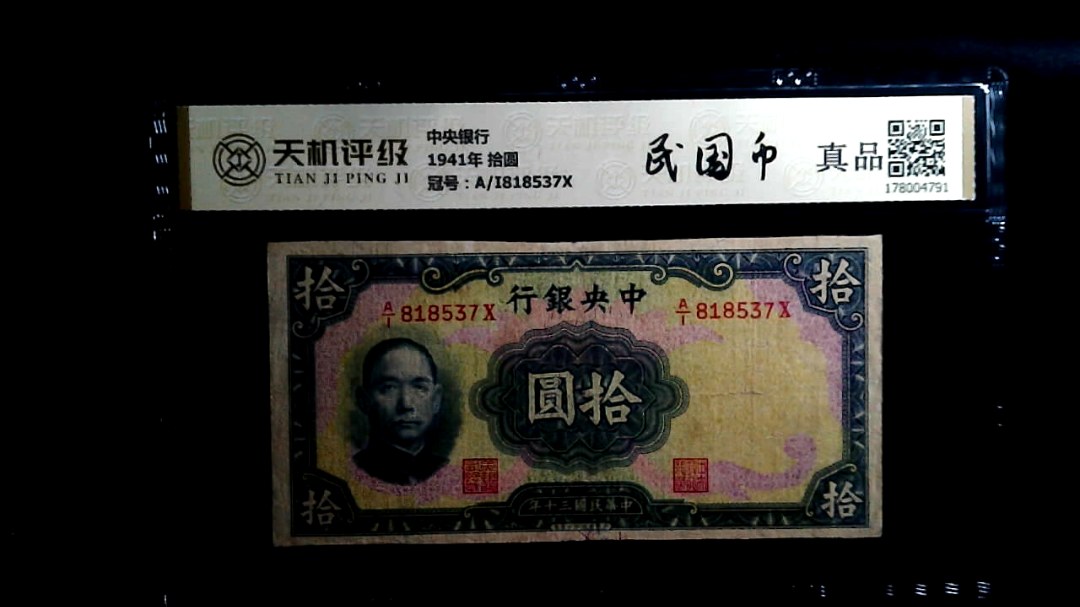 天机评级
TIAN JI PING JI
中央银行
1941年 拾圆
冠号：A/I818537X
民国币
真品
178004791
拾
拾
行銀央中
A/1 818537X
A/1 818537X
圓拾
拾
拾
年十三國民華中